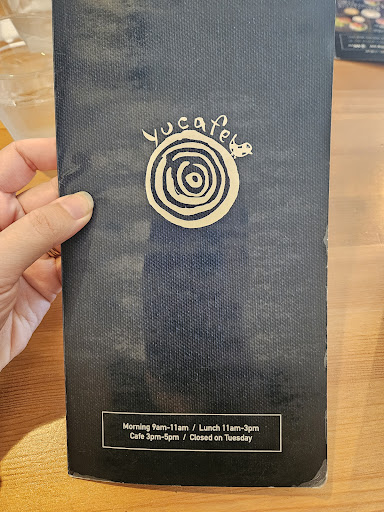 yucafe
Morning 9am-11am / Lunch 11am-3pm
Cafe 3pm-5pm / Closed on Tuesday